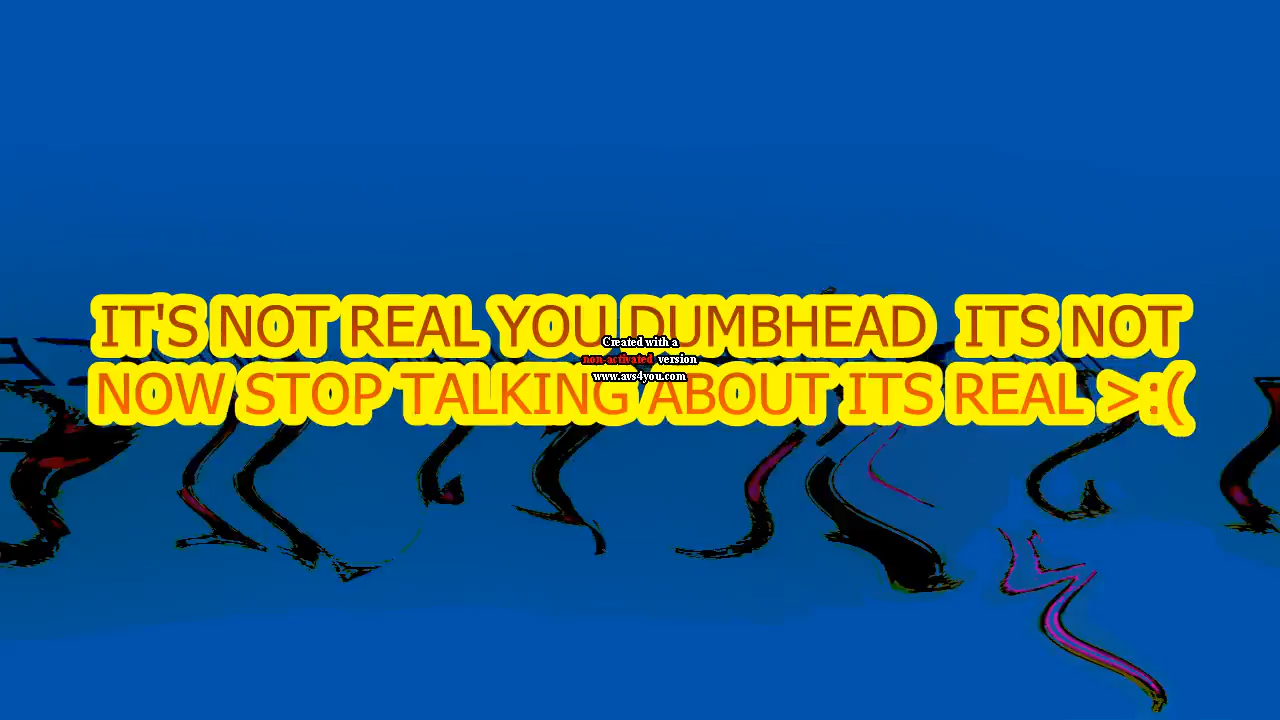 IT'S NOT REAL YOU DUMBHEAD  ITS NOT
Created with a
non-activated version
www.avs4you.com
NOW STOP TALKING ABOUT ITS REAL >:(